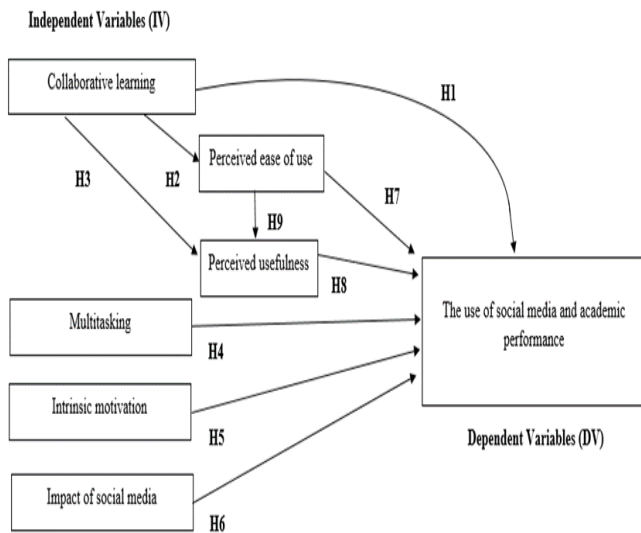 Independent Variables (IV)
Collaborative learning
H1
Perceived ease of use
H3
H2
H7
H9
Perceived usefulness
H8
The use of social media and academic
performance
Multitasking
H4
Intrinsic motivation
H5
Dependent Variables (DV)
Impact of social media
H6